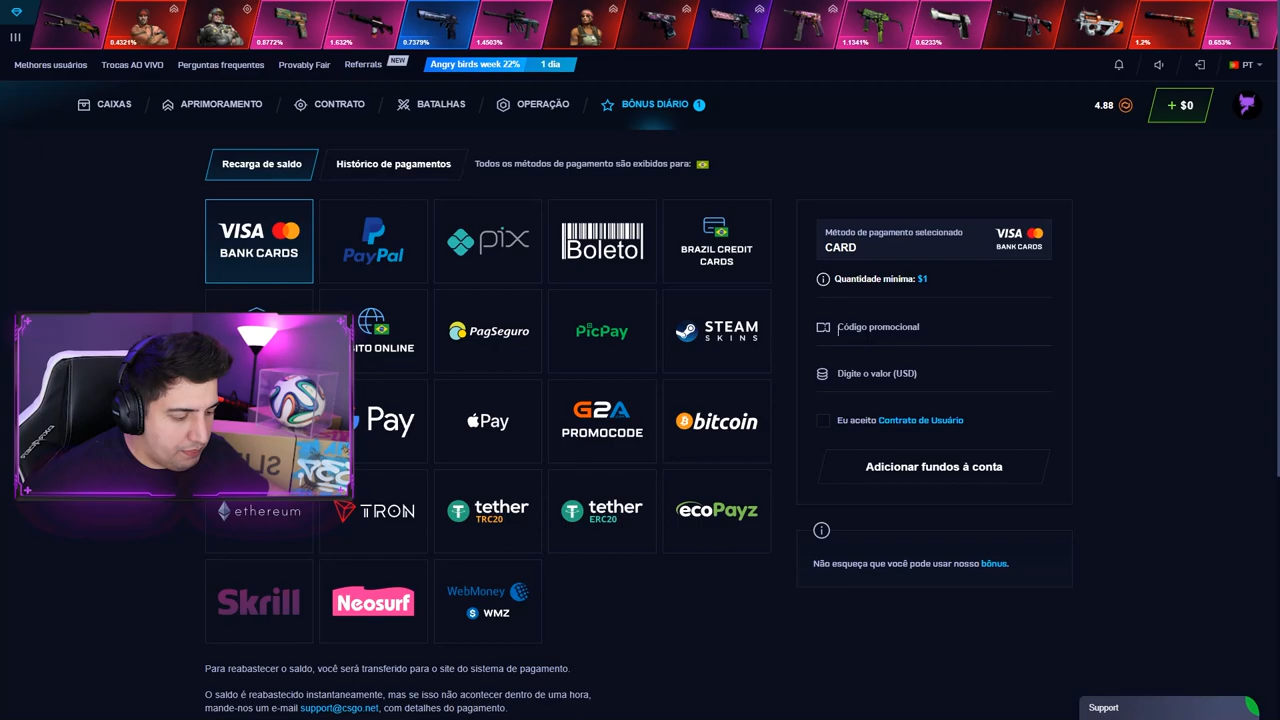 0.4321%
0.8772%
1.632%
0.7379%
1.4503%
1.1341%
0.6233%
1.2%
0.653%
Melhores usuários
Trocas AO VIVO
Perguntas frequentes
Provably Fair
Referrals
NEW
Angry birds week 22%
1 dia
PT
CAIXAS
APRIMORAMENTO
CONTRATO
BATALHAS
OPERAÇÃO
BÔNUS DIÁRIO 1
4.88
+ $0
Recarga de saldo
Histórico de pagamentos
Todos os métodos de pagamento são exibidos para:
VISA
BANK CARDS
PayPal
pix
Boleto
BRAZIL CREDIT
CARDS
ITO ONLINE
PagSeguro
PicPay
STEAM
SKINS
Pay
Pay
G2A
PROMOCODE
bitcoin
ethereum
TRON
tether
TRC20
tether
ERC20
ecoPayz
Skrill
Neosurf
WebMoney
WMZ
Método de pagamento selecionado
CARD
VISA
BANK CARDS
Quantidade mínima: $1
Código promocional
Digite o valor (USD)
Eu aceito Contrato de Usuário
Adicionar fundos à conta
Não esqueça que você pode usar nosso bônus.
Para reabastecer o saldo, você será transferido para o site do sistema de pagamento.
O saldo é reabastecido instantaneamente, mas se isso não acontecer dentro de uma hora,
mande-nos um e-mail support@csgo.net, com detalhes do pagamento.
Support